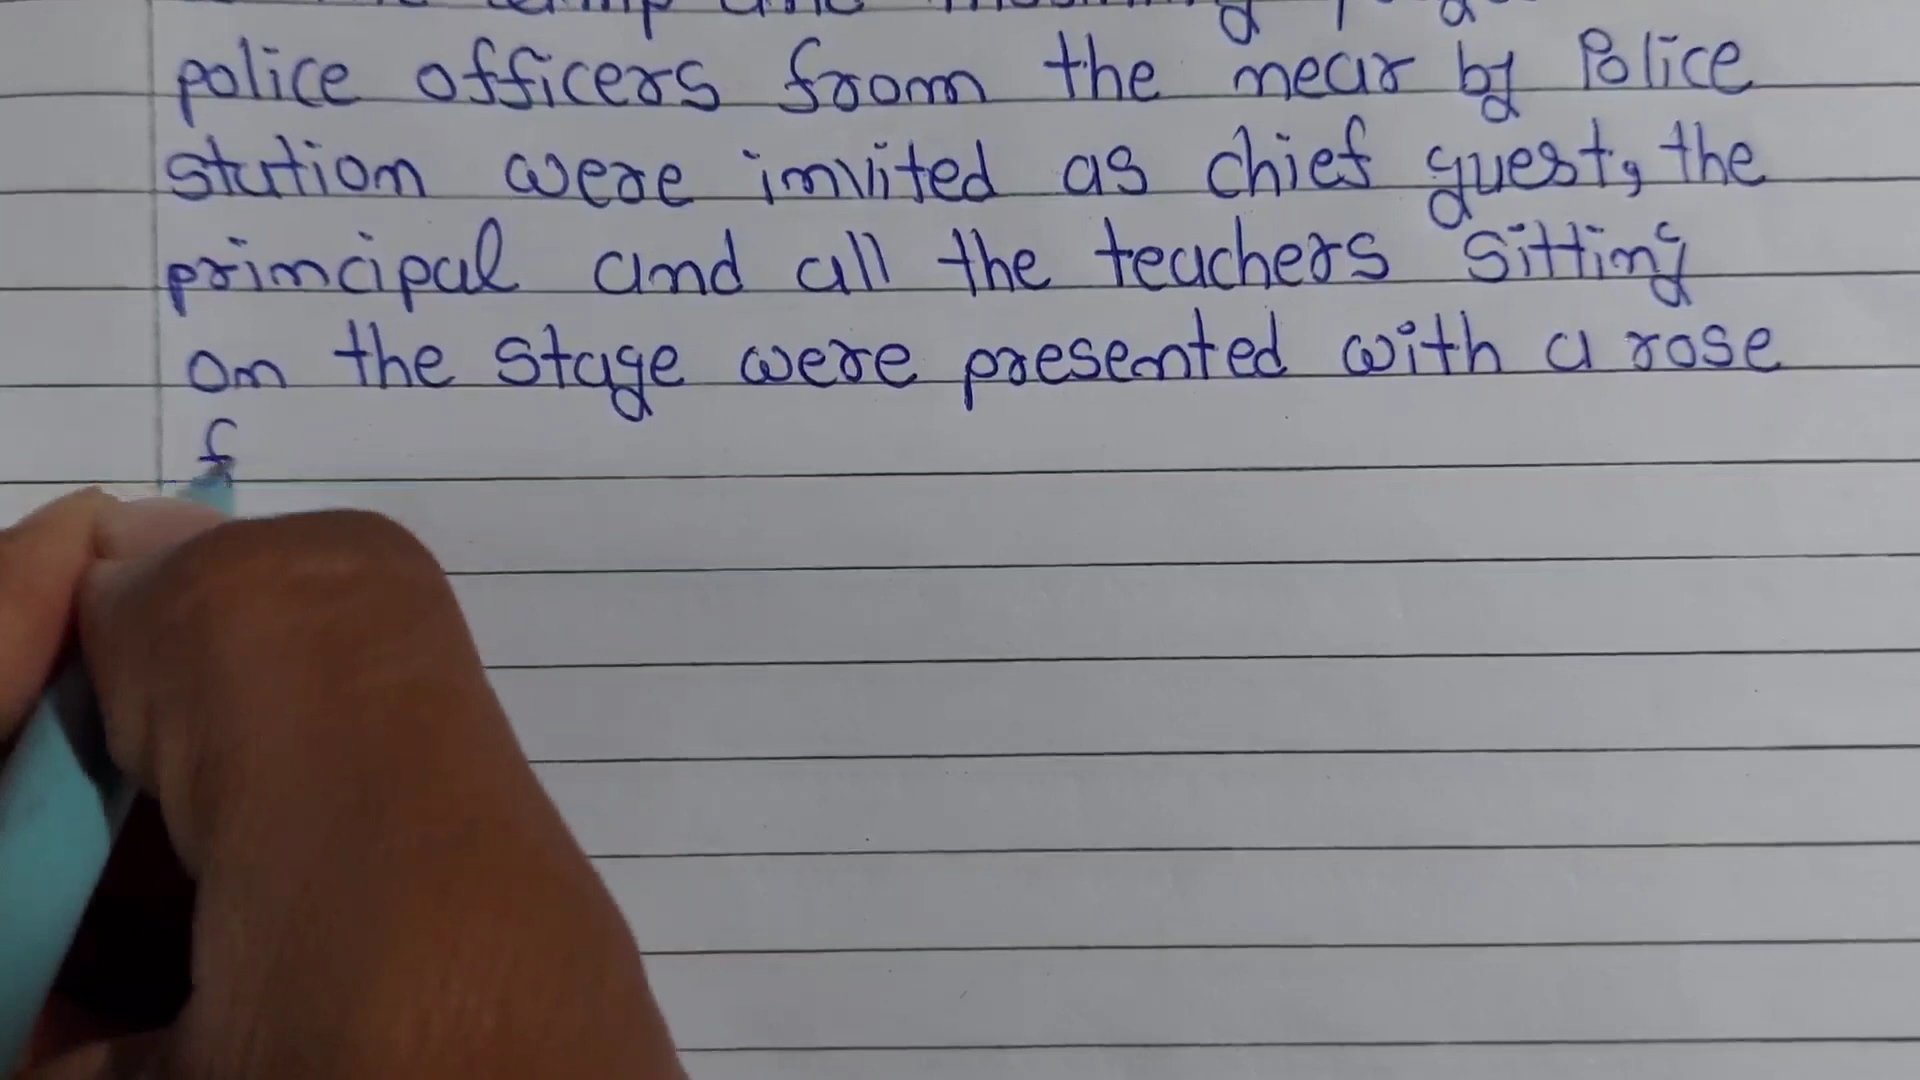 police officers from the near by Police
station were invited as chief guest, the
principal and all the teachers sitting
on the stage were presented with a rose
f